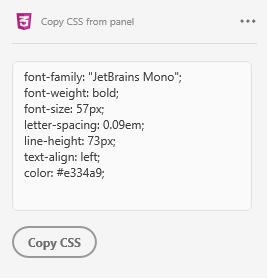 Copy CSS from panel
font-family: "JetBrains Mono";
font-weight: bold;
font-size: 57px;
letter-spacing: 0.09em;
line-height: 73px;
text-align: left;
color: #e334a9;
Copy CSS